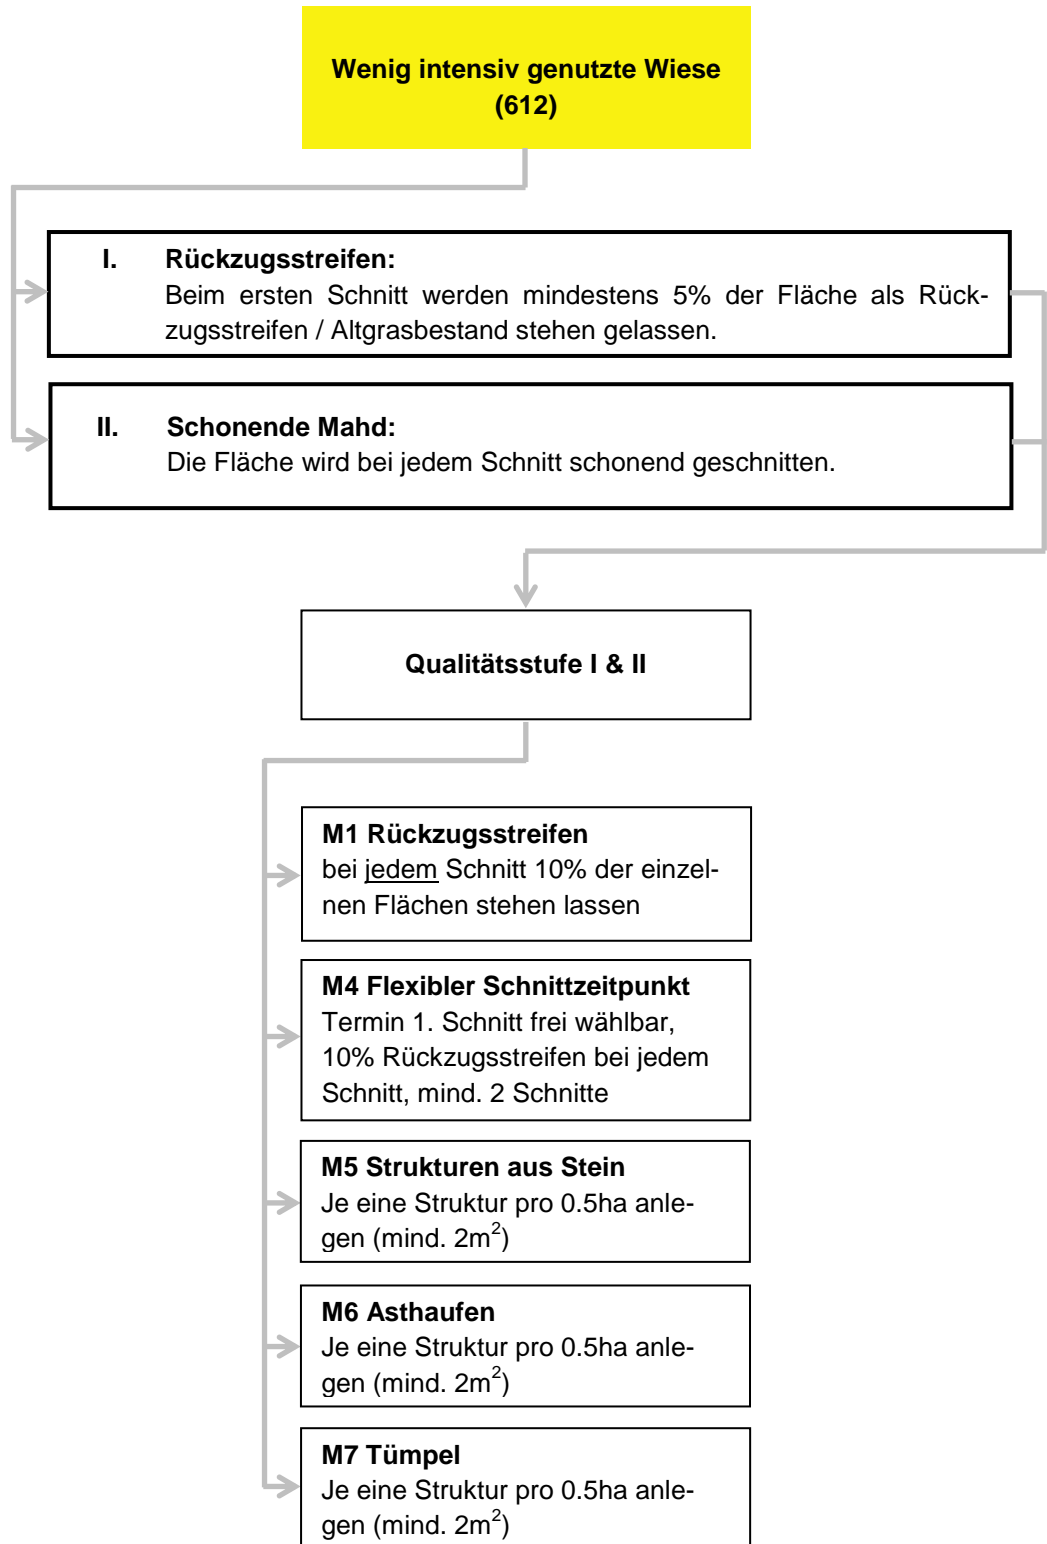 Wenig intensiv genutzte Wiese
(612)
I. Rückzugsstreifen:
Beim ersten Schnitt werden mindestens 5% der Fläche als Rück-
zugsstreifen / Altgrasbestand stehen gelassen.
II. Schonende Mahd:
Die Fläche wird bei jedem Schnitt schonend geschnitten.
Qualitätsstufe I & II
M1 Rückzugsstreifen
bei jedem Schnitt 10% der einzel-
nen Flächen stehen lassen
M4 Flexibler Schnittzeitpunkt
Termin 1. Schnitt frei wählbar,
10% Rückzugsstreifen bei jedem
Schnitt, mind. 2 Schnitte
M5 Strukturen aus Stein
Je eine Struktur pro 0.5ha anle-
gen (mind. 2m²)
M6 Asthaufen
Je eine Struktur pro 0.5ha anle-
gen (mind. 2m²)
M7 Tümpel
Je eine Struktur pro 0.5ha anle-
gen (mind. 2m²)